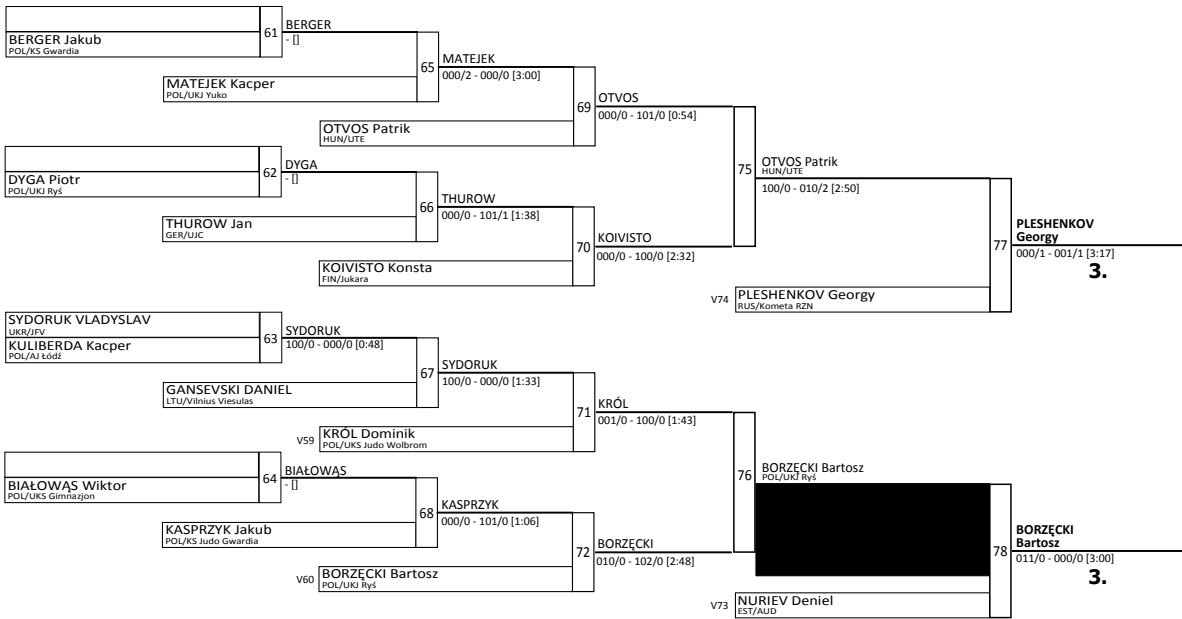 BERGER Jakub
POL/KS Gwardia
61
BERGER
- []
MATEJEK Kacper
POL/UKJ Yuko
65
MATEJEK
000/2 - 000/0 [3:00]
OTVOS Patrik
HUN/UTE
69
OTVOS
000/0 - 101/0 [0:54]
DYGA Piotr
POL/UKJ Ryś
62
DYGA
- []
THUROW Jan
GER/UJC
66
THUROW
000/0 - 101/1 [1:38]
KOIVISTO Konsta
FIN/Jukara
70
KOIVISTO
000/0 - 100/0 [2:32]
75
OTVOS Patrik
HUN/UTE
100/0 - 010/2 [2:50]
V74
PLESHENKOV Georgy
RUS/Kometa RZN
77
PLESHENKOV
Georgy
000/1 - 001/1 [3:17]
3.
SYDORUK VLADYSLAV
UKR/JFV
KULIBERDA Kacper
POL/AJ Łódź
63
SYDORUK
100/0 - 000/0 [0:48]
GANSEVSKI DANIEL
LTU/Vilnius Viesulas
67
SYDORUK
100/0 - 000/0 [1:33]
V59
KRÓL Dominik
POL/UKS Judo Wolbrom
71
KRÓL
001/0 - 100/0 [1:43]
BIAŁOWĄS Wiktor
POL/UKS Gimnazjon
64
BIAŁOWĄS
- []
KASPRZYK Jakub
POL/KS Judo Gwardia
68
KASPRZYK
000/0 - 101/0 [1:06]
V60
BORZĘCKI Bartosz
POL/UKJ Ryś
72
BORZĘCKI
010/0 - 102/0 [2:48]
76
BORZĘCKI Bartosz
POL/UKJ Ryś
V73
NURIEV Deniel
EST/AUD
78
BORZĘCKI
Bartosz
011/0 - 000/0 [3:00]
3.